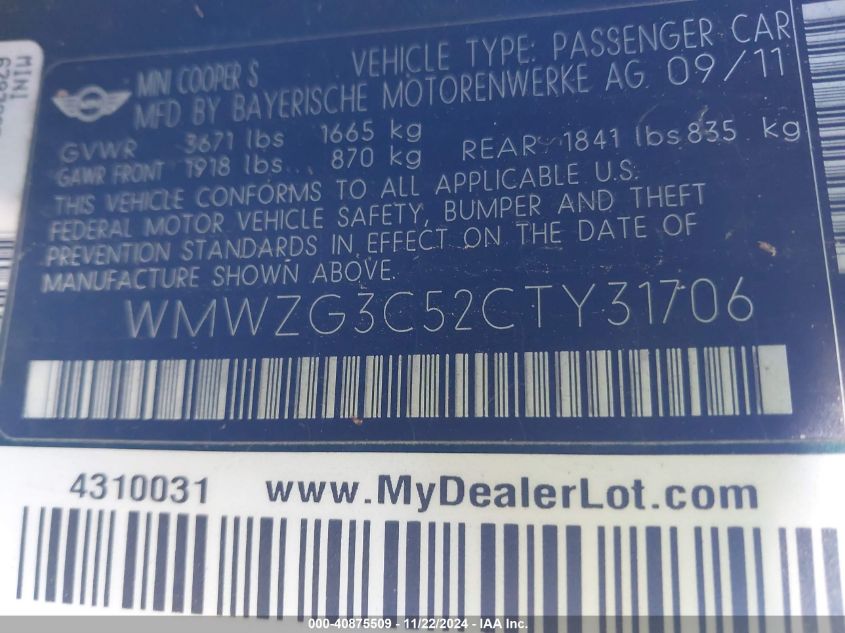 MINI COOPER S VEHICLE TYPE: PASSENGER CAR
MFD BY BAYERISCHE MOTORENWERKE AG 09/11
GVWR 3671 lbs 1665 kg
GAWR FRONT 1918 lbs 870 kg REAR 1841 lbs 835 kg
THIS VEHICLE CONFORMS TO ALL APPLICABLE U.S.
FEDERAL MOTOR VEHICLE SAFETY, BUMPER AND THEFT
PREVENTION STANDARDS IN EFFECT ON THE DATE OF
MANUFACTURE SHOWN ABOVE.
WMWZG3C52CTY31706
4310031 www.MyDealerLot.com
MINI
000-40875509 - 11/22/2024 - IAA Inc.